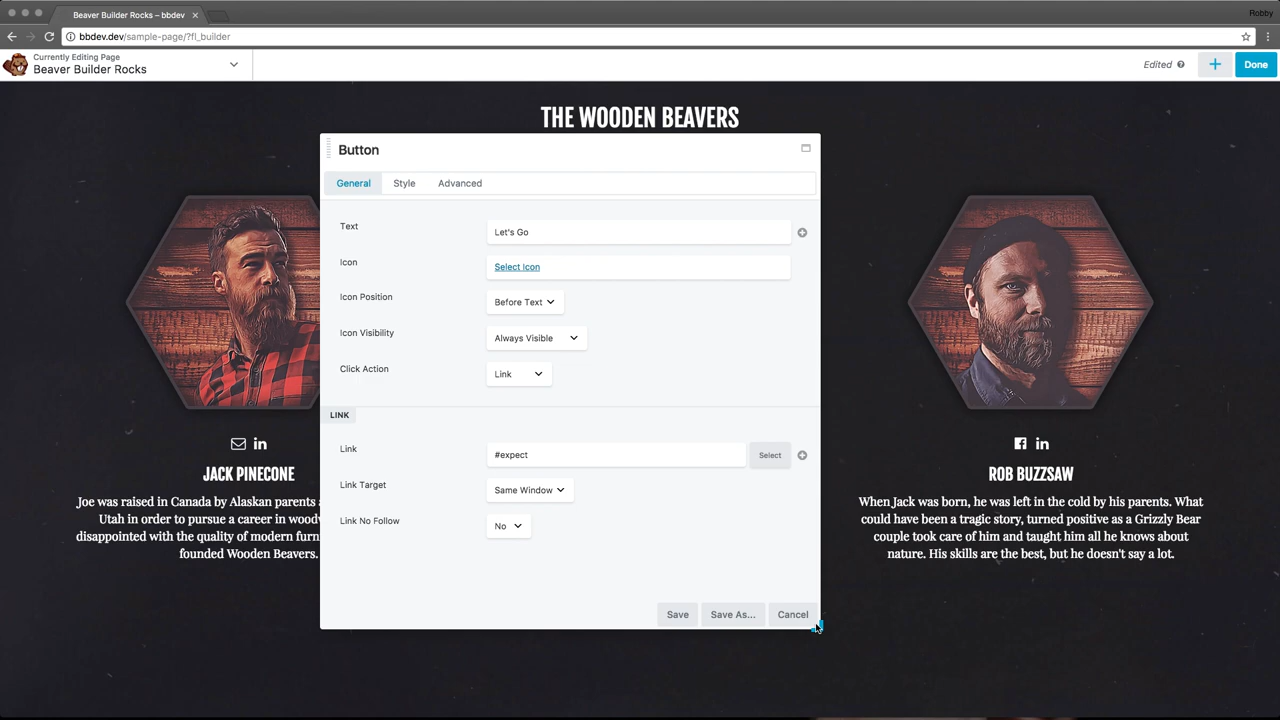 Beaver Builder Rocks – bbdev
Robby
bbdev.dev/sample-page/?fl_builder
Currently Editing Page
Beaver Builder Rocks
Edited
Done
THE WOODEN BEAVERS
Button
General Style Advanced
Text
Let's Go
Icon
Select Icon
Icon Position
Before Text
Icon Visibility
Always Visible
Click Action
Link
LINK
Link
#expect
Select
Link Target
Same Window
Link No Follow
No
Save Save As... Cancel
JACK PINECONE
Joe was raised in Canada by Alaskan parents
Utah in order to pursue a career in
disappointed with the quality of modern
founded Wooden Beavers.
ROB BUZZSAW
When Jack was born, he was left in the cold by his parents. What
could have been a tragic story, turned positive as a Grizzly Bear
couple took care of him and taught him all he knows about
nature. His skills are the best, but he doesn't say a lot.